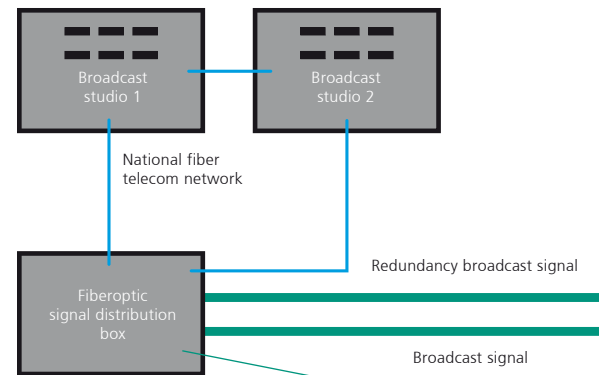 Broadcast
studio 1
Broadcast
studio 2
National fiber
telecom network
Redundancy broadcast signal
Fiberoptic
signal distribution
box
Broadcast signal